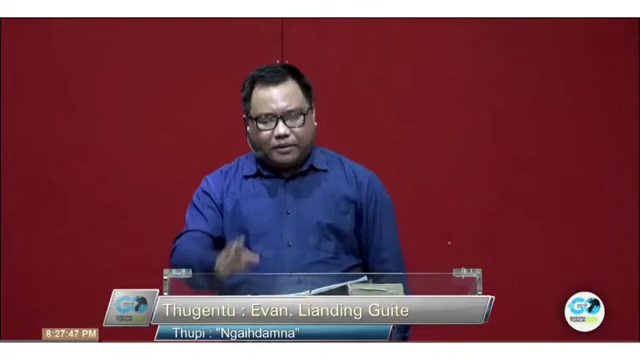 Thugentu : Evan. Lianding Guite
Thupi : "Ngaihdamna"
8:27:47 PM